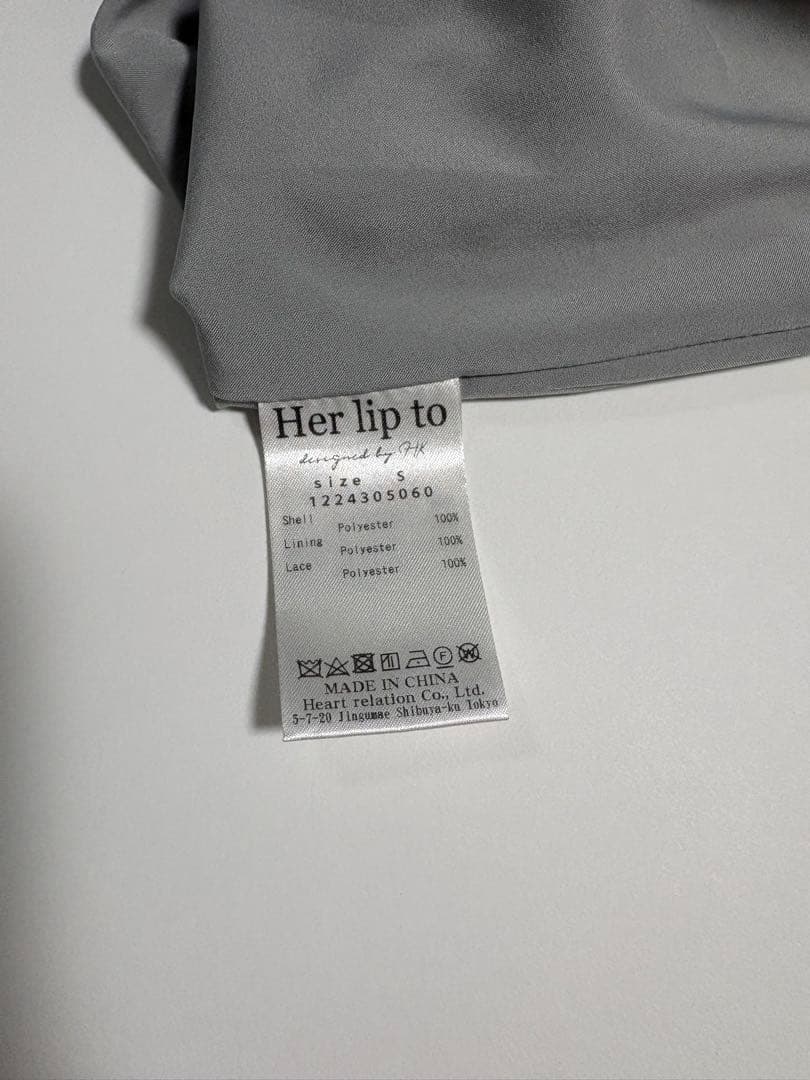 Her lip to
designed by HK
size S
1224305060
Shell Polyester 100%
Lining Polyester 100%
Lace Polyester 100%
F W
MADE IN CHINA
Heart relation Co., Ltd.
5-7-20 Jingumae Shibuya-ku Tokyo